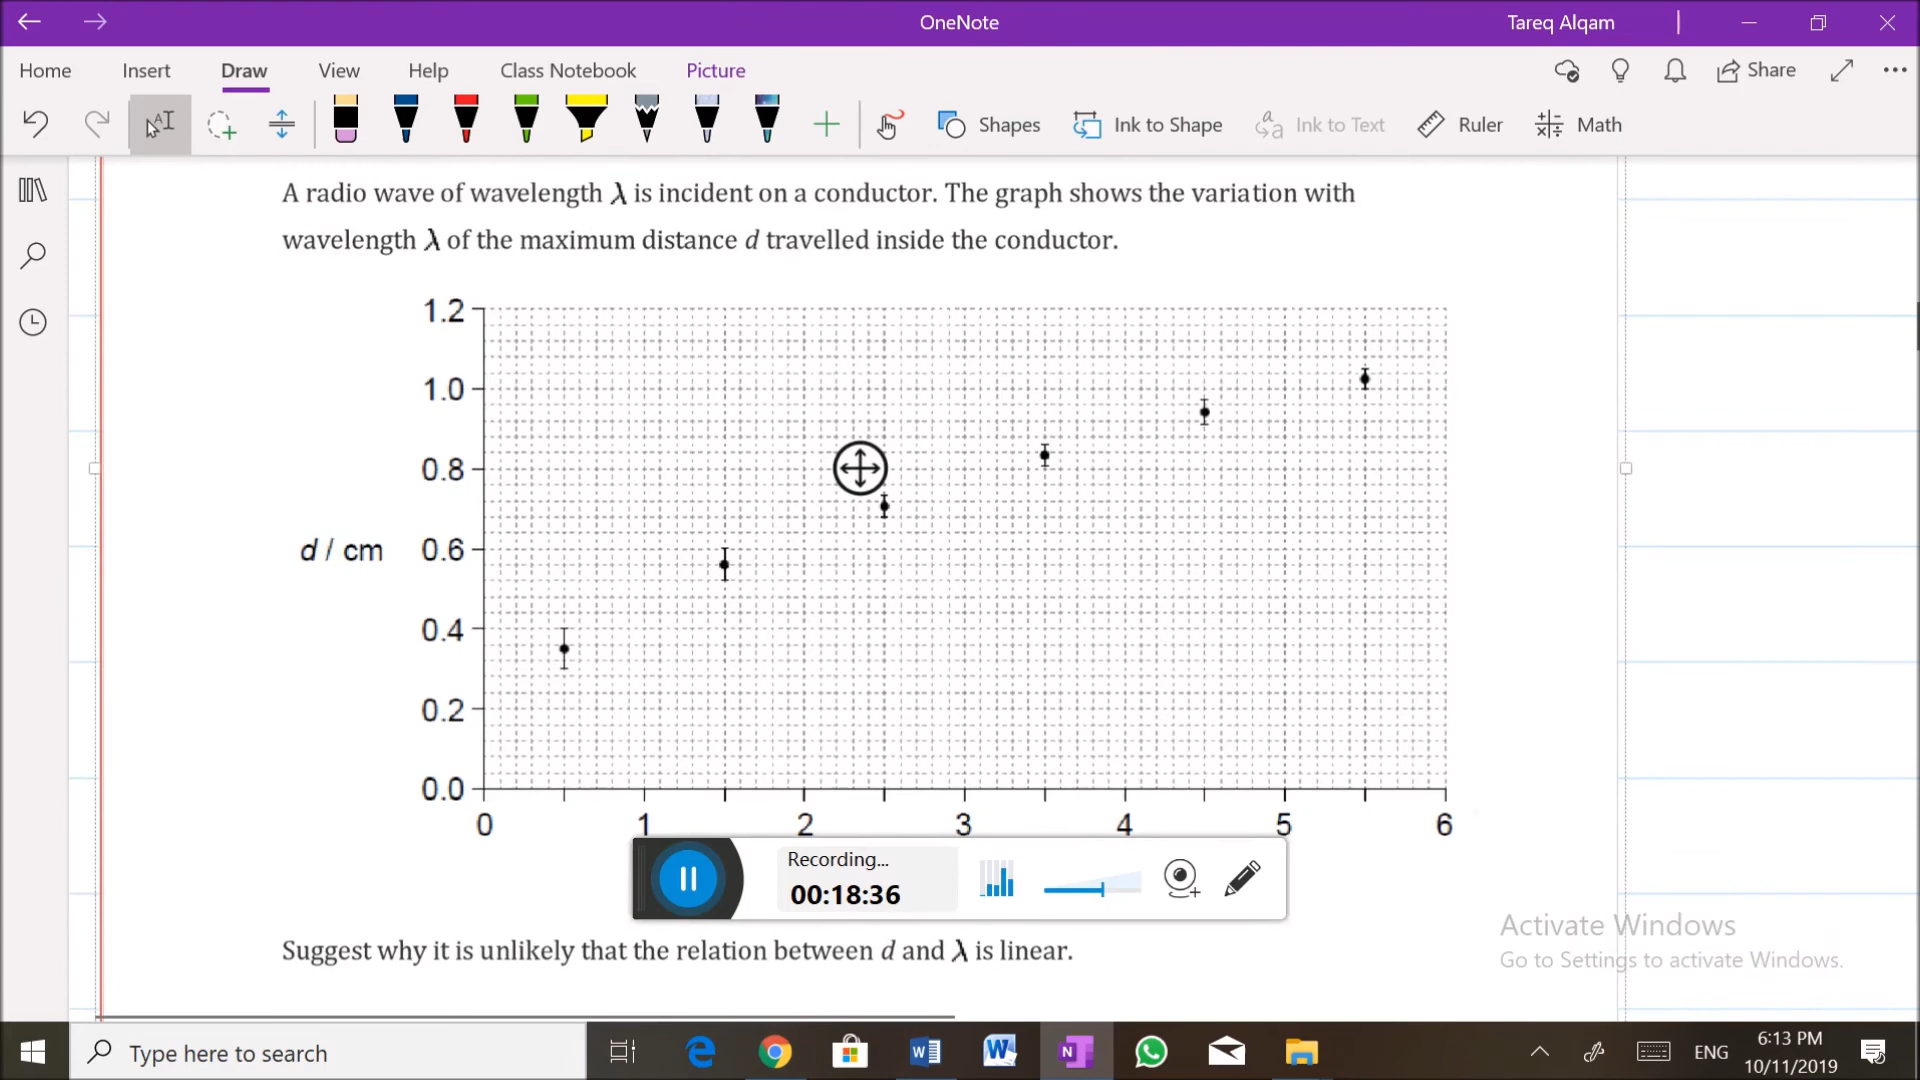 OneNote
Tareq Alqam
Home Insert Draw View Help Class Notebook Picture
Share
Shapes Ink to Shape Ink to Text Ruler Math
A radio wave of wavelength λ is incident on a conductor. The graph shows the variation with
wavelength λ of the maximum distance d travelled inside the conductor.
1.2
1.0
0.8
d / cm 0.6
0.4
0.2
0.0
0 1 2 3 4 5 6
Recording...
00:18:36
Suggest why it is unlikely that the relation between d and λ is linear.
Activate Windows
Go to Settings to activate Windows.
Type here to search
ENG
6:13 PM
10/11/2019